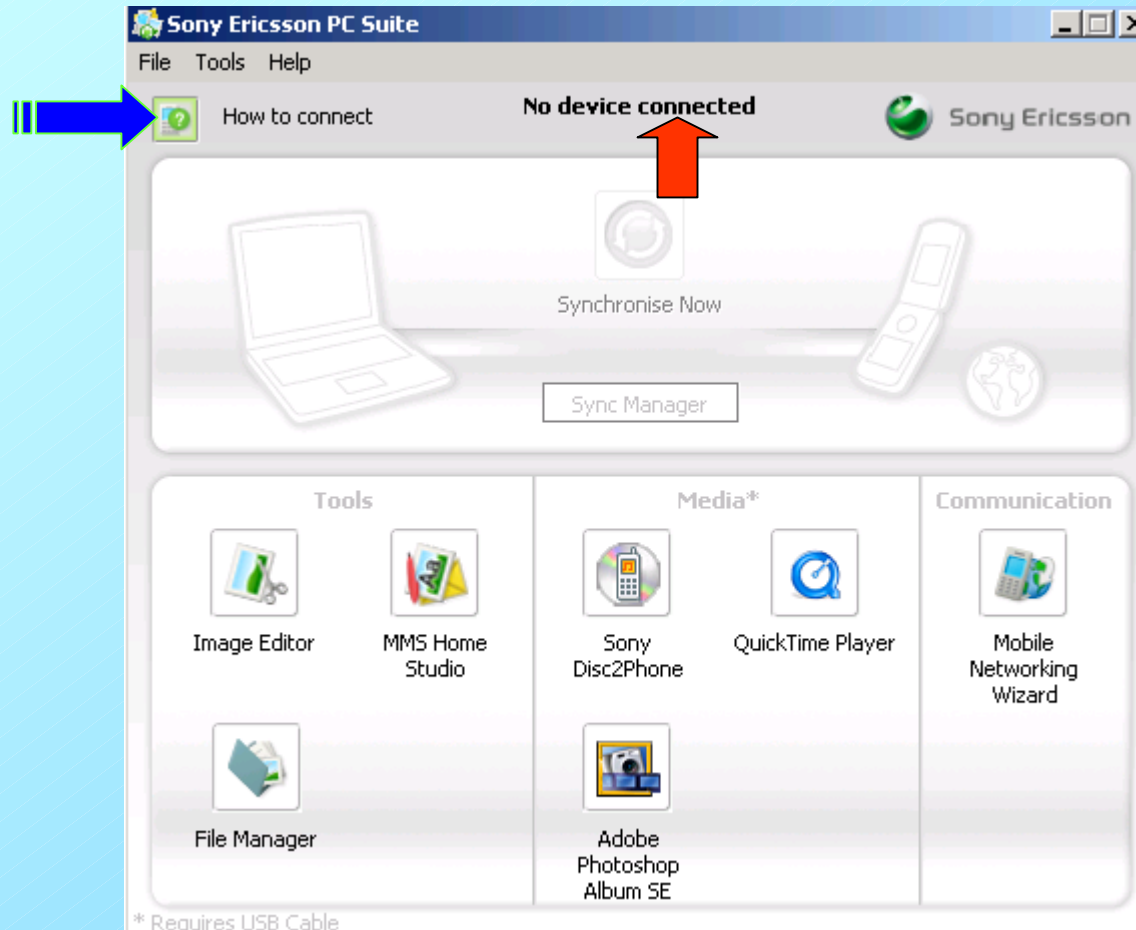 Sony Ericsson PC Suite
File Tools Help
How to connect
No device connected
Sony Ericsson
Synchronise Now
Sync Manager
Tools
Media*
Communication
Image Editor
MMS Home
Studio
Sony
Disc2Phone
QuickTime Player
Mobile
Networking
Wizard
File Manager
Adobe
Photoshop
Album SE
* Requires USB Cable